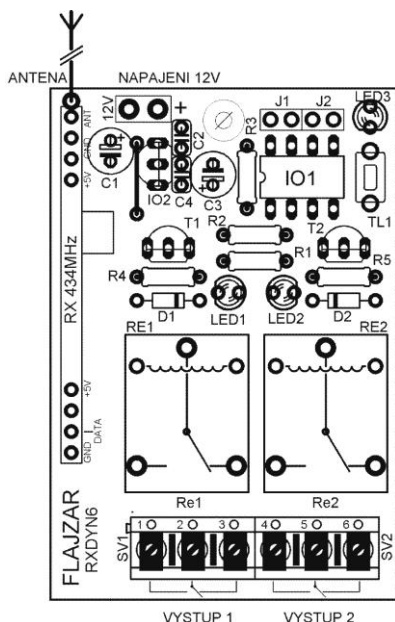 ANTENA
NAPAJENI 12V
12V
+
J1
J2
LED3
ANT
GND
+5V
C1
+
IO2
C2
C4
C3
+
R3
IO1
TL1
T1
R2
R1
T2
R4
R5
D1
LED1
LED2
D2
RX 434MHz
RE1
RE2
+5V
DATA
GND
Re1
Re2
FLAJZAR
RXDYN6
SV1
1
2
3
4
5
6
SV2
VYSTUP 1
VYSTUP 2